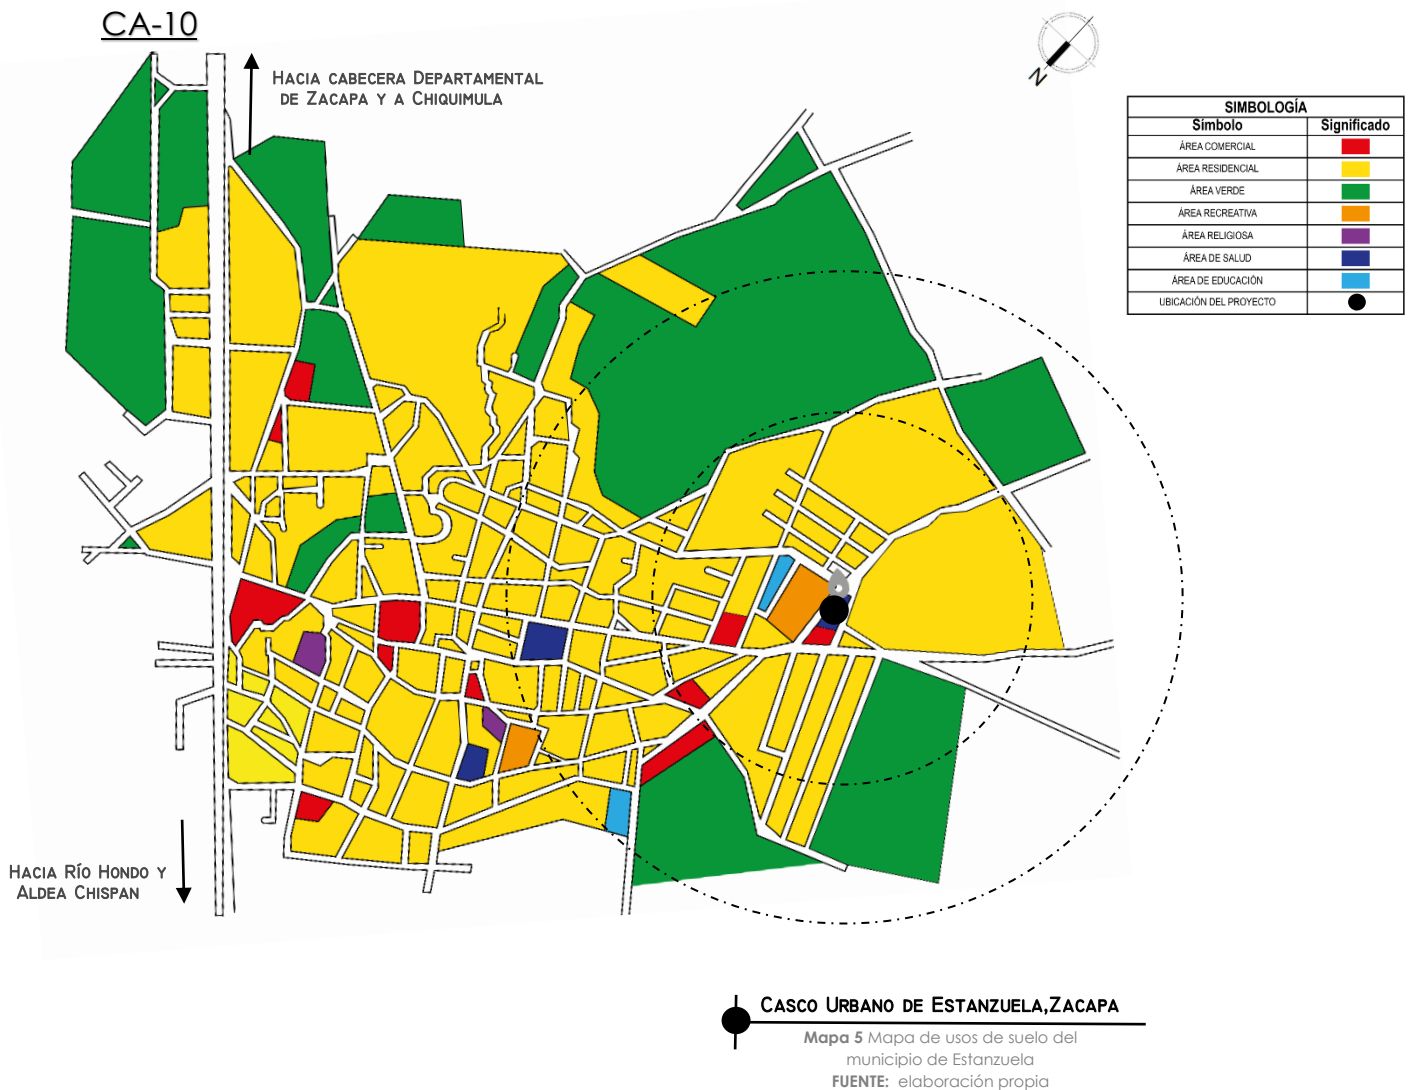 CA-10
Hacia cabecera Departamental
de Zacapa y a Chiquimula
N
SIMBOLOGÍA
Símbolo Significado
ÁREA COMERCIAL
ÁREA RESIDENCIAL
ÁREA VERDE
ÁREA RECREATIVA
ÁREA RELIGIOSA
ÁREA DE SALUD
ÁREA DE EDUCACIÓN
UBICACIÓN DEL PROYECTO
Hacia Río Hondo y
Aldea Chispan
Casco Urbano de Estanzuela,Zacapa
Mapa 5 Mapa de usos de suelo del
municipio de Estanzuela
FUENTE: elaboración propia